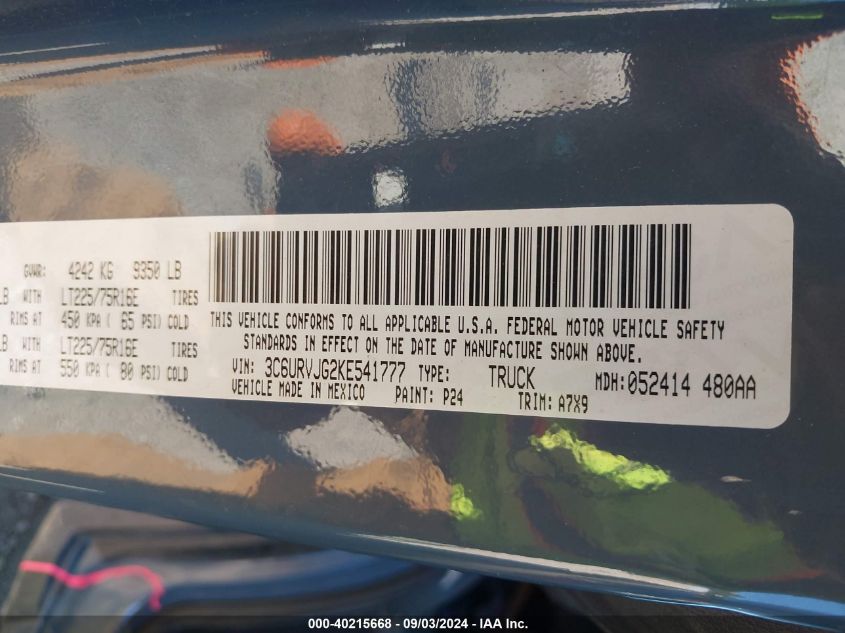 GVWR: 4242 KG 9350 LB
LB WITH LT225/75R16E TIRES
RIMS AT 450 KPA ( 65 PSI) COLD
LB WITH LT225/75R16E TIRES
RIMS AT 550 KPA ( 80 PSI) COLD
THIS VEHICLE CONFORMS TO ALL APPLICABLE U.S.A. FEDERAL MOTOR VEHICLE SAFETY
STANDARDS IN EFFECT ON THE DATE OF MANUFACTURE SHOWN ABOVE.
VIN: 3C6URVJG2KE541777 TYPE: TRUCK MDH:052414 480AA
VEHICLE MADE IN MEXICO PAINT: P24 TRIM: A7X9
000-40215668 - 09/03/2024 - IAA Inc.